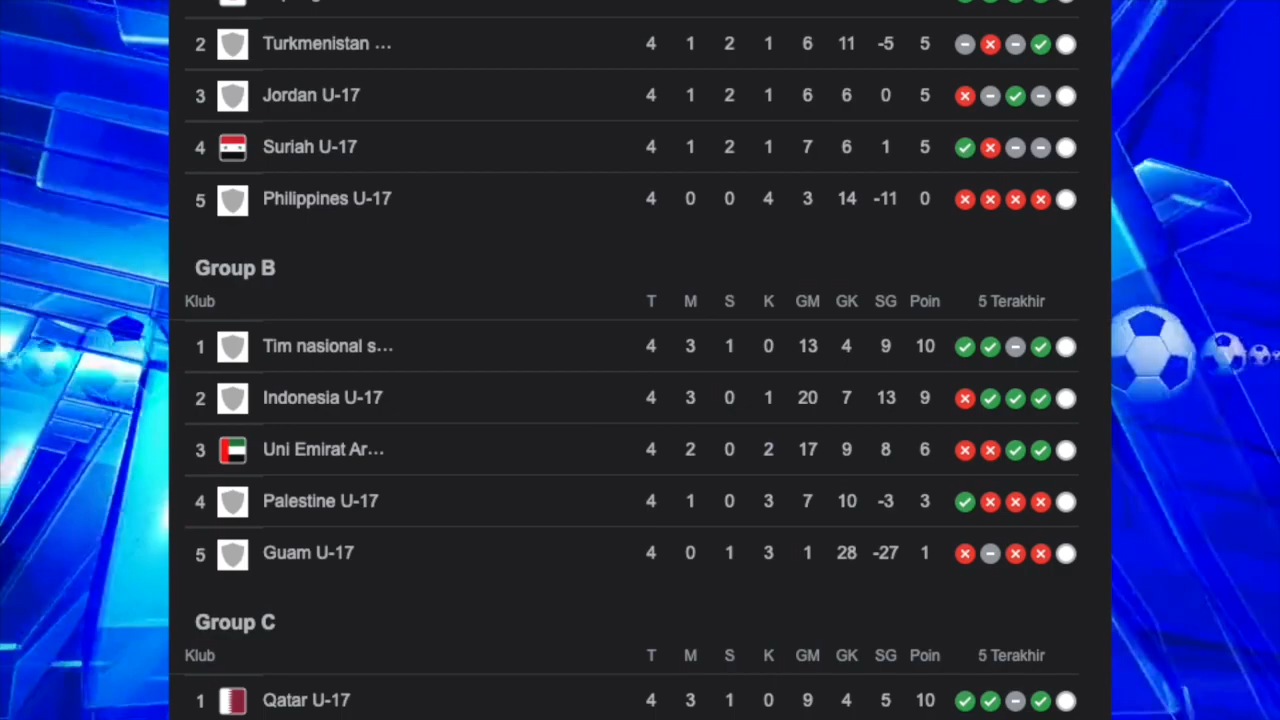 2 Turkmenistan ... 4 1 2 1 6 11 -5 5
3 Jordan U-17 4 1 2 1 6 6 0 5
4 Suriah U-17 4 1 2 1 7 6 1 5
5 Philippines U-17 4 0 0 4 3 14 -11 0
Group B
Klub T M S K GM GK SG Poin 5 Terakhir
1 Tim nasional s... 4 3 1 0 13 4 9 10
2 Indonesia U-17 4 3 0 1 20 7 13 9
3 Uni Emirat Ar... 4 2 0 2 17 9 8 6
4 Palestine U-17 4 1 0 3 7 10 -3 3
5 Guam U-17 4 0 1 3 1 28 -27 1
Group C
Klub T M S K GM GK SG Poin 5 Terakhir
1 Qatar U-17 4 3 1 0 9 4 5 10